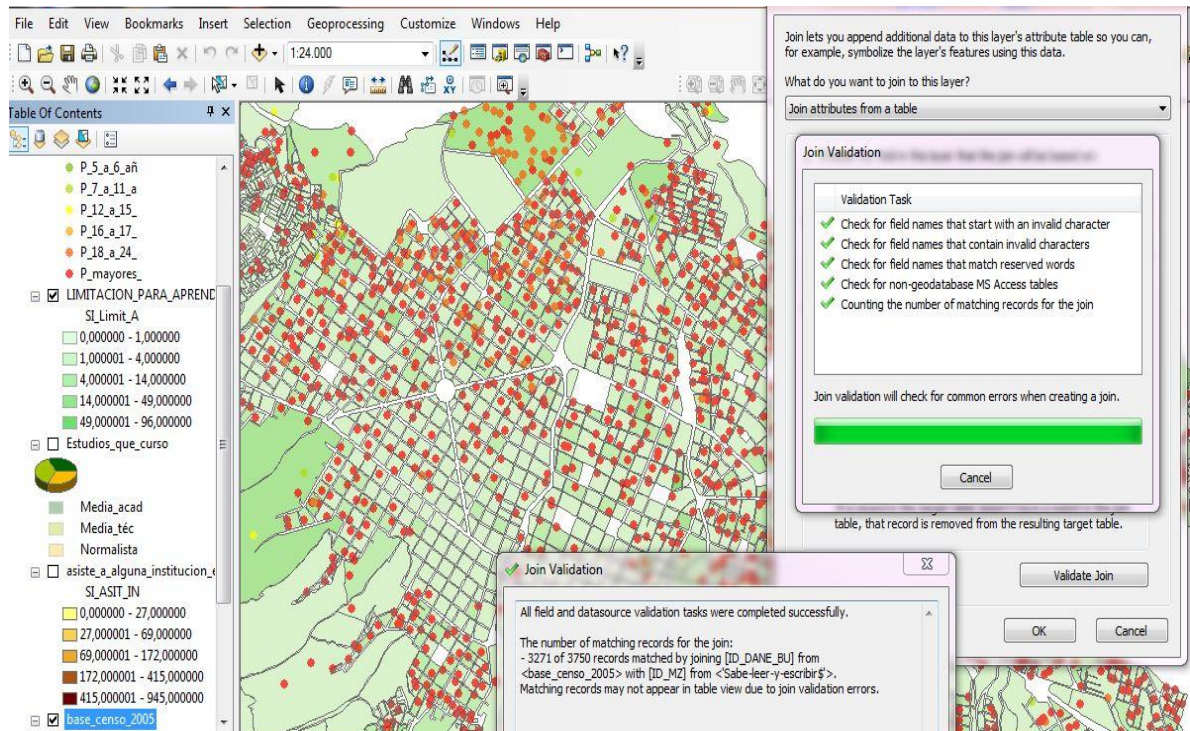 File Edit View Bookmarks Insert Selection Geoprocessing Customize Windows Help
1:24.000
Table Of Contents
P_5_a_6_añ
P_7_a_11_a
P_12_a_15_
P_16_a_17_
P_18_a_24_
P_mayores_
LIMITACION_PARA_APREND
SI_Limit_A
0,000000 - 1,000000
1,000001 - 4,000000
4,000001 - 14,000000
14,000001 - 49,000000
49,000001 - 96,000000
Estudios_que_curso
Media_acad
Media_téc
Normalista
asiste_a_alguna_institucion_e
SI_ASIT_IN
0,000000 - 27,000000
27,000001 - 69,000000
69,000001 - 172,000000
172,000001 - 415,000000
415,000001 - 945,000000
base_censo_2005
Join lets you append additional data to this layer's attribute table so you can,
for example, symbolize the layer's features using this data.
What do you want to join to this layer?
Join attributes from a table
Join Validation
Validation Task
Check for field names that start with an invalid character
Check for field names that contain invalid characters
Check for field names that match reserved words
Check for non-geodatabase MS Access tables
Counting the number of matching records for the join
Join validation will check for common errors when creating a join.
Cancel
table, that record is removed from the resulting target table.
Validate Join
OK Cancel
Join Validation
All field and datasource validation tasks were completed successfully.
The number of matching records for the join:
- 3271 of 3750 records matched by joining [ID_DANE_BU] from
<base_censo_2005> with [ID_MZ] from <'Sabe-leer-y-escribir$'>.
Matching records may not appear in table view due to join validation errors.